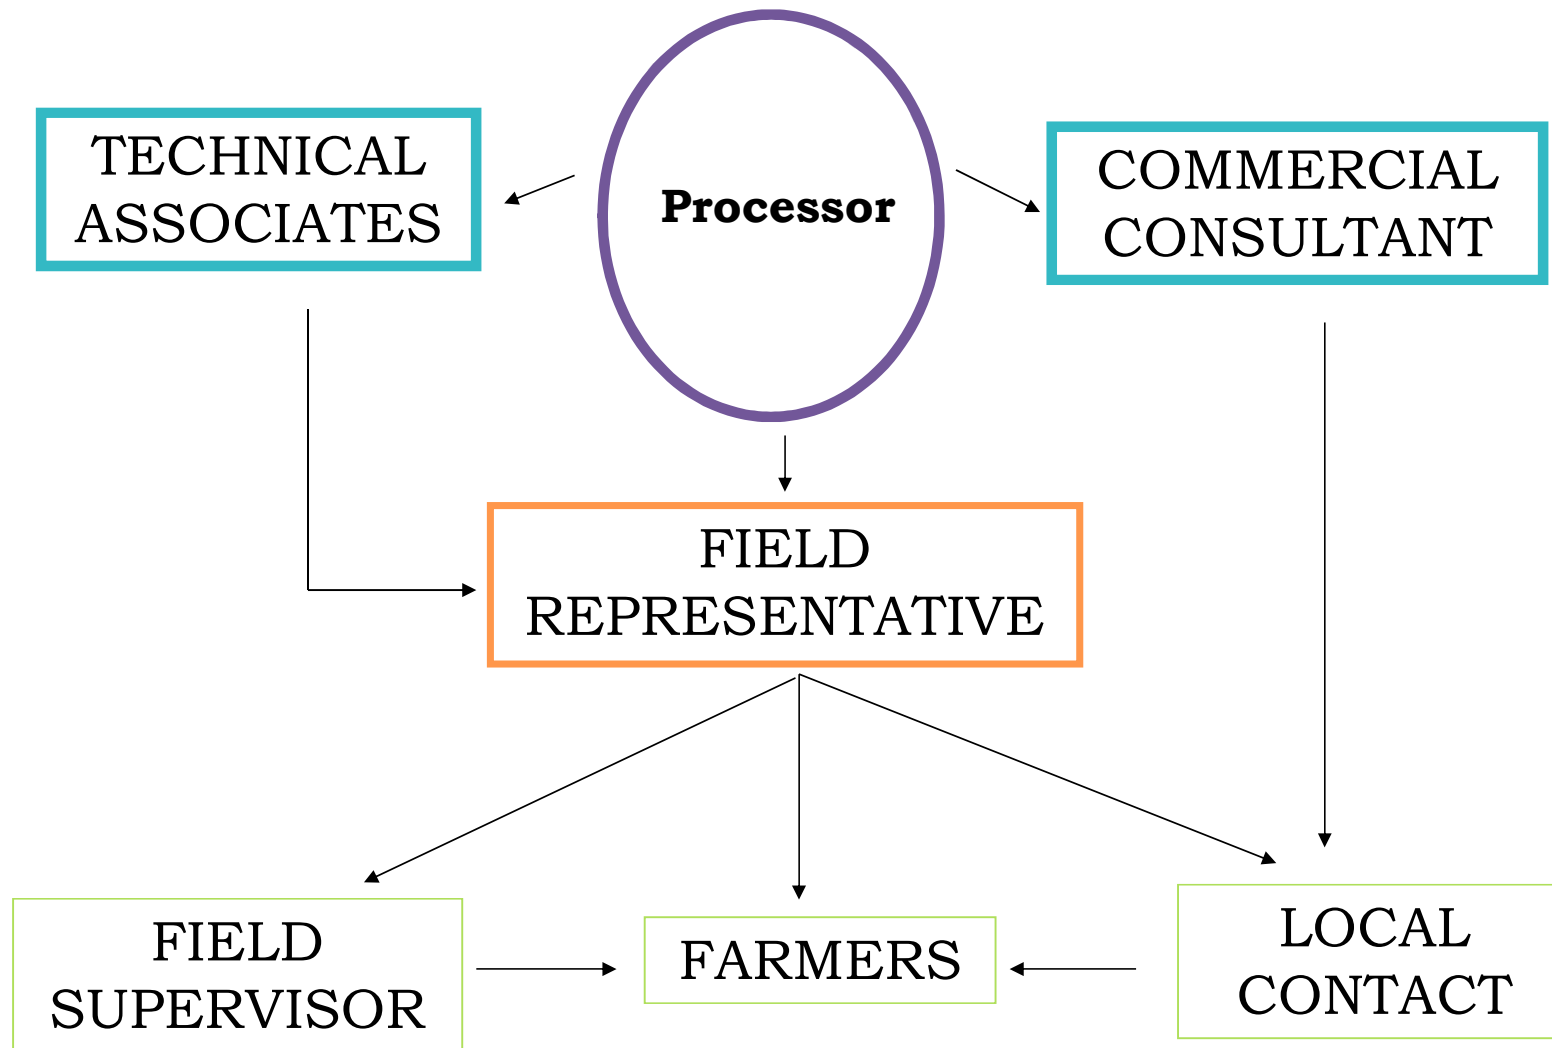 TECHNICAL
ASSOCIATES
Processor
COMMERCIAL
CONSULTANT
FIELD
REPRESENTATIVE
FIELD
SUPERVISOR
FARMERS
LOCAL
CONTACT